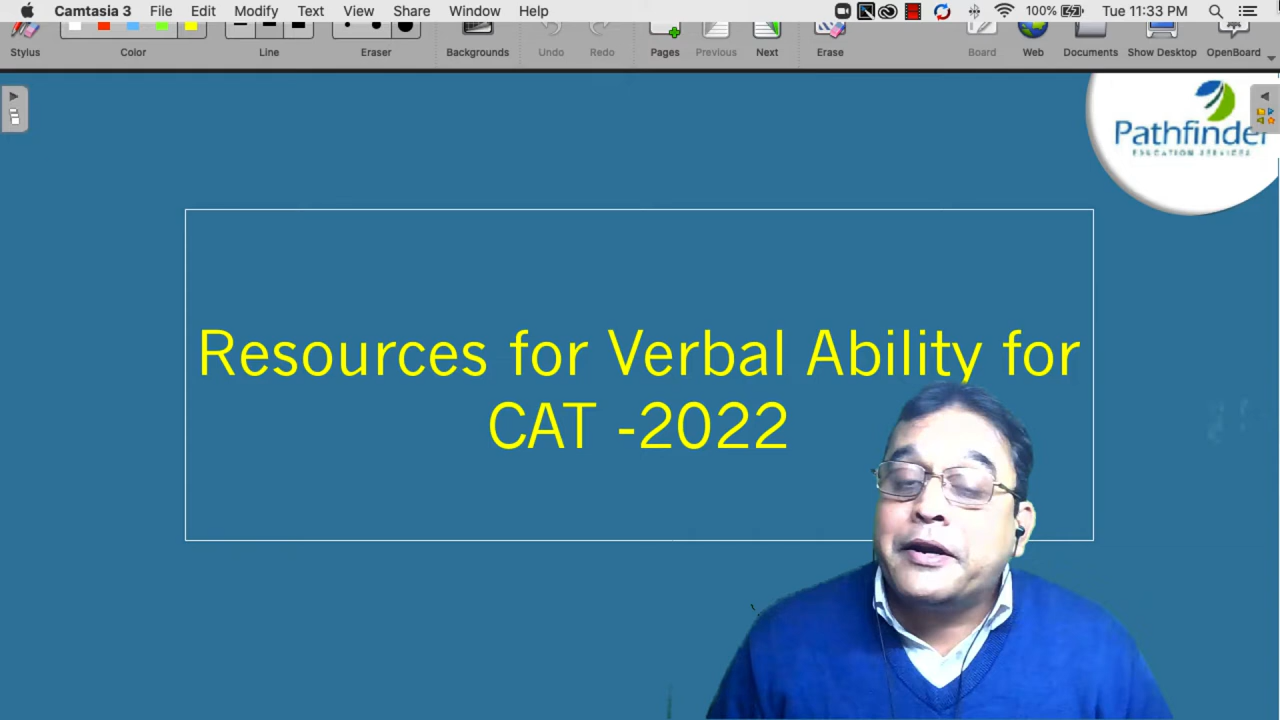 Camtasia 3 File Edit Modify Text View Share Window Help 100% Tue 11:33 PM
Stylus Color Line Eraser Backgrounds Undo Redo Pages Previous Next Erase Board Web Documents Show Desktop OpenBoard
Pathfinder
EDUCATION SERVICES
Resources for Verbal Ability for
CAT -2022